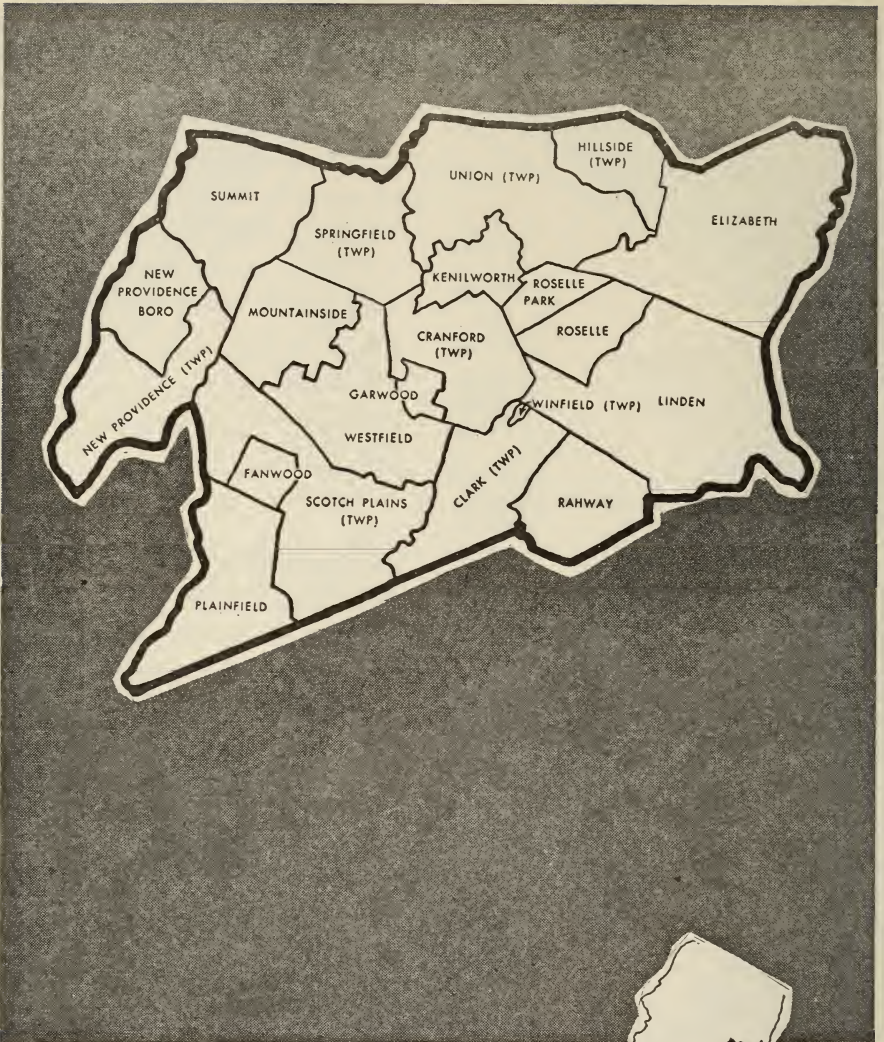 HILLSIDE
(TWP)
UNION (TWP)
SUMMIT
ELIZABETH
SPRINGFIELD
(TWP)
NEW
PROVIDENCE
BORO
KENILWORTH
ROSELLE
PARK
MOUNTAINSIDE
ROSELLE
CRANFORD
(TWP)
NEW PROVIDENCE (TWP)
GARWOOD
WINFIELD (TWP)
LINDEN
WESTFIELD
FANWOOD
CLARK (TWP)
SCOTCH PLAINS
(TWP)
RAHWAY
PLAINFIELD